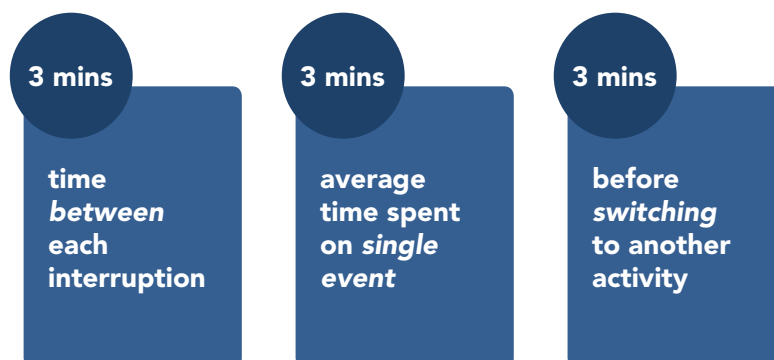 3 mins
time
between
each
interruption
3 mins
average
time spent
on single
event
3 mins
before
switching
to another
activity